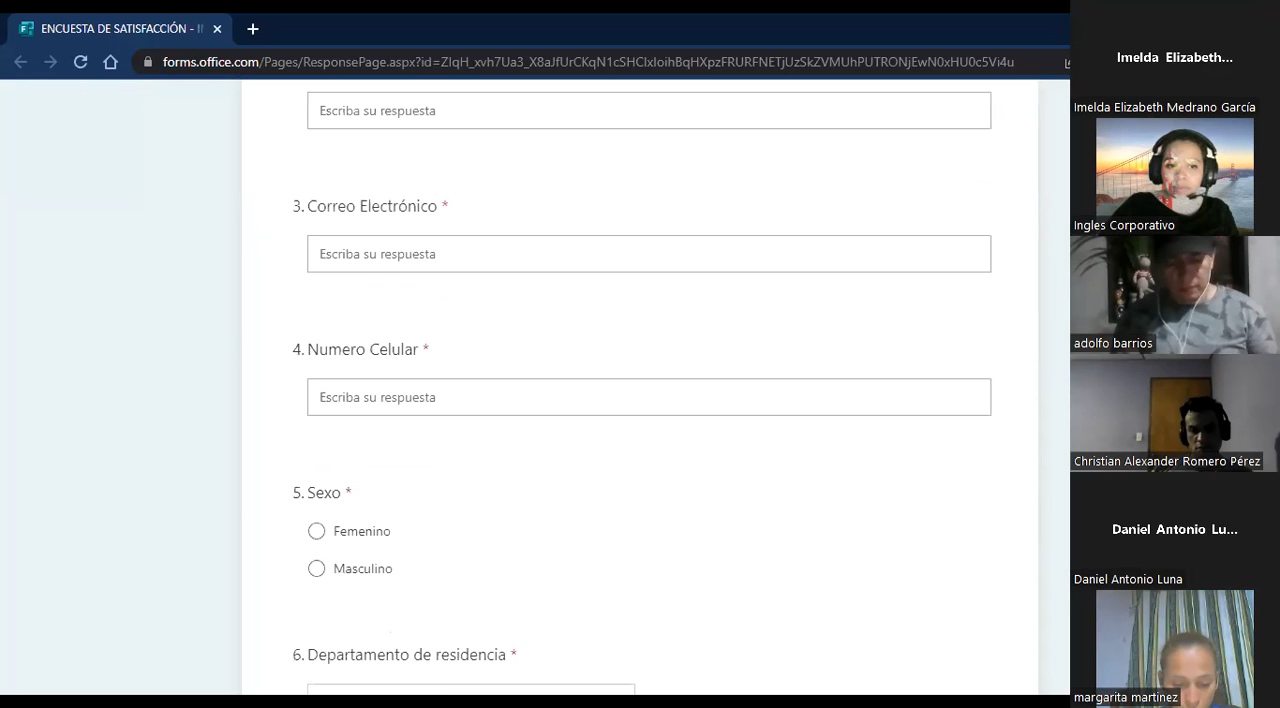 ENCUESTA DE SATISFACCIÓN - II
forms.office.com/Pages/ResponsePage.aspx?id=ZIqH_xvh7Ua3_X8aJfUrCKqN1cSHClxIoihBqHXpzFRURFNETjUzSkZVMUhPUTRONjEwN0xHU0c5Vi4u
Escriba su respuesta
3. Correo Electrónico *
Escriba su respuesta
4. Numero Celular *
Escriba su respuesta
5. Sexo *
Femenino
Masculino
6. Departamento de residencia *
Imelda Elizabeth...
Imelda Elizabeth Medrano García
Ingles Corporativo
adolfo barrios
Christian Alexander Romero Pérez
Daniel Antonio Lu...
Daniel Antonio Luna
margarita martinez